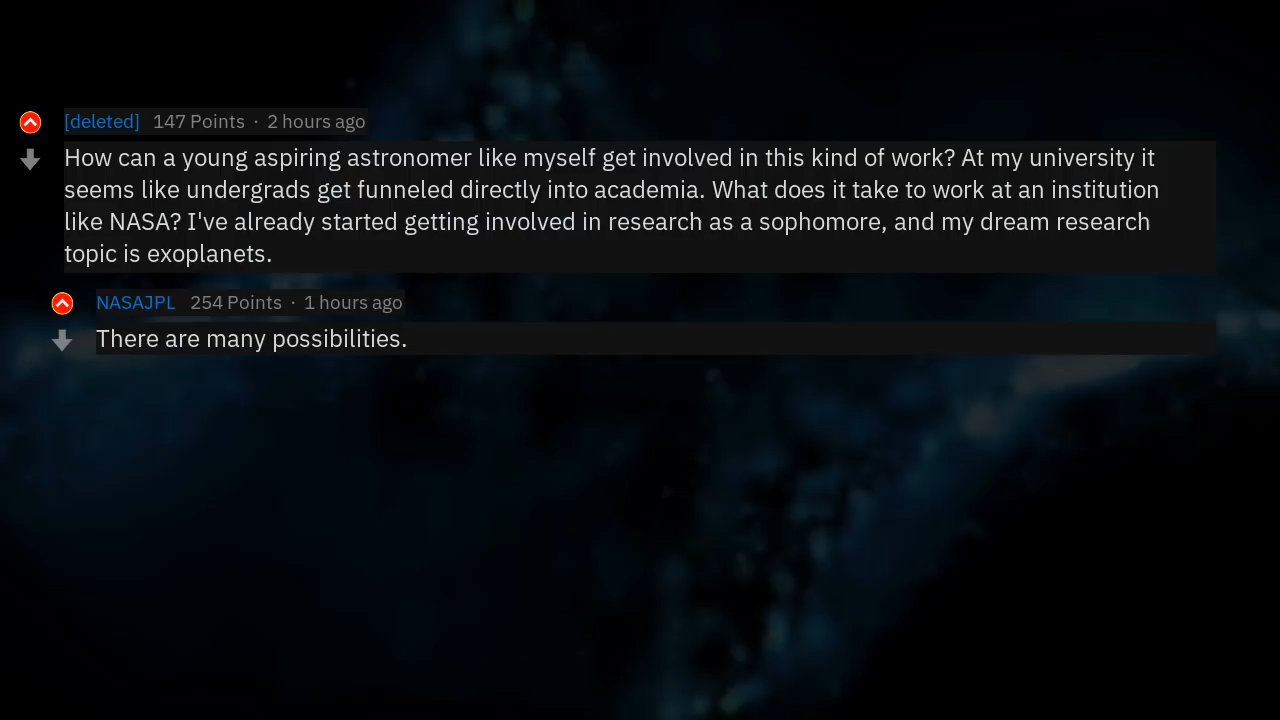 [deleted] 147 Points · 2 hours ago
How can a young aspiring astronomer like myself get involved in this kind of work? At my university it
seems like undergrads get funneled directly into academia. What does it take to work at an institution
like NASA? I've already started getting involved in research as a sophomore, and my dream research
topic is exoplanets.
NASAJPL 254 Points · 1 hours ago
There are many possibilities.